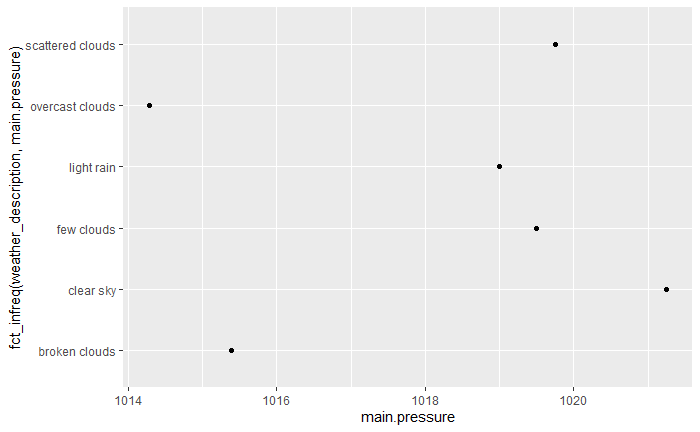 fct_infreq(weather_description, main.pressure)
scattered clouds
overcast clouds
light rain
few clouds
clear sky
broken clouds
1014 1016 1018 1020
main.pressure